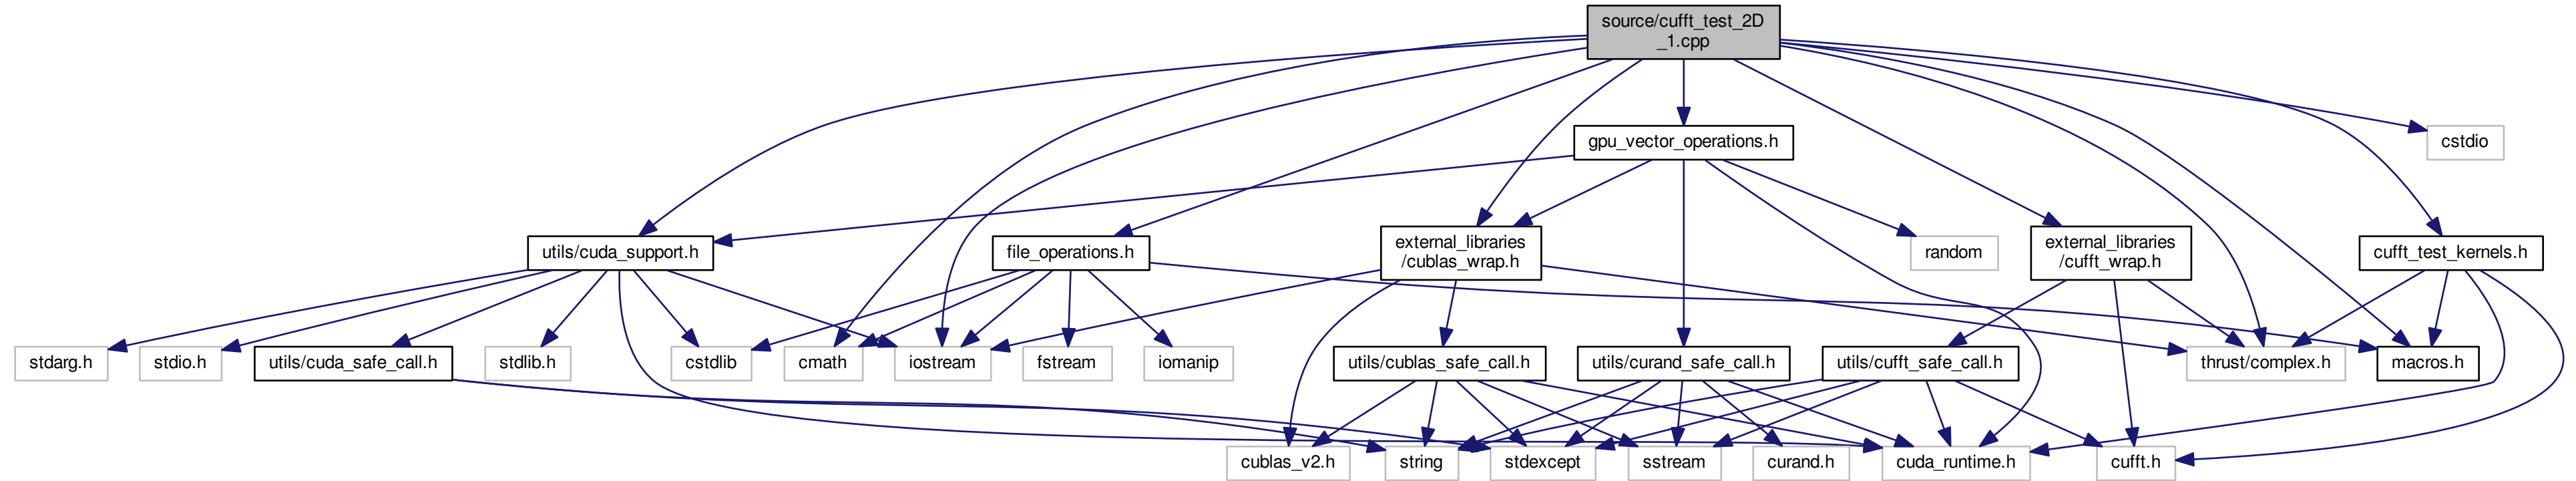 source/cufft_test_2D
_1.cpp
cstdio
gpu_vector_operations.h
utils/cuda_support.h
file_operations.h
external_libraries
/cublas_wrap.h
random
external_libraries
/cufft_wrap.h
cufft_test_kernels.h
stdarg.h
stdio.h
utils/cuda_safe_call.h
stdlib.h
cstdlib
cmath
iostream
fstream
iomanip
utils/cublas_safe_call.h
utils/curand_safe_call.h
utils/cufft_safe_call.h
thrust/complex.h
macros.h
cublas_v2.h
string
stdexcept
sstream
curand.h
cuda_runtime.h
cufft.h